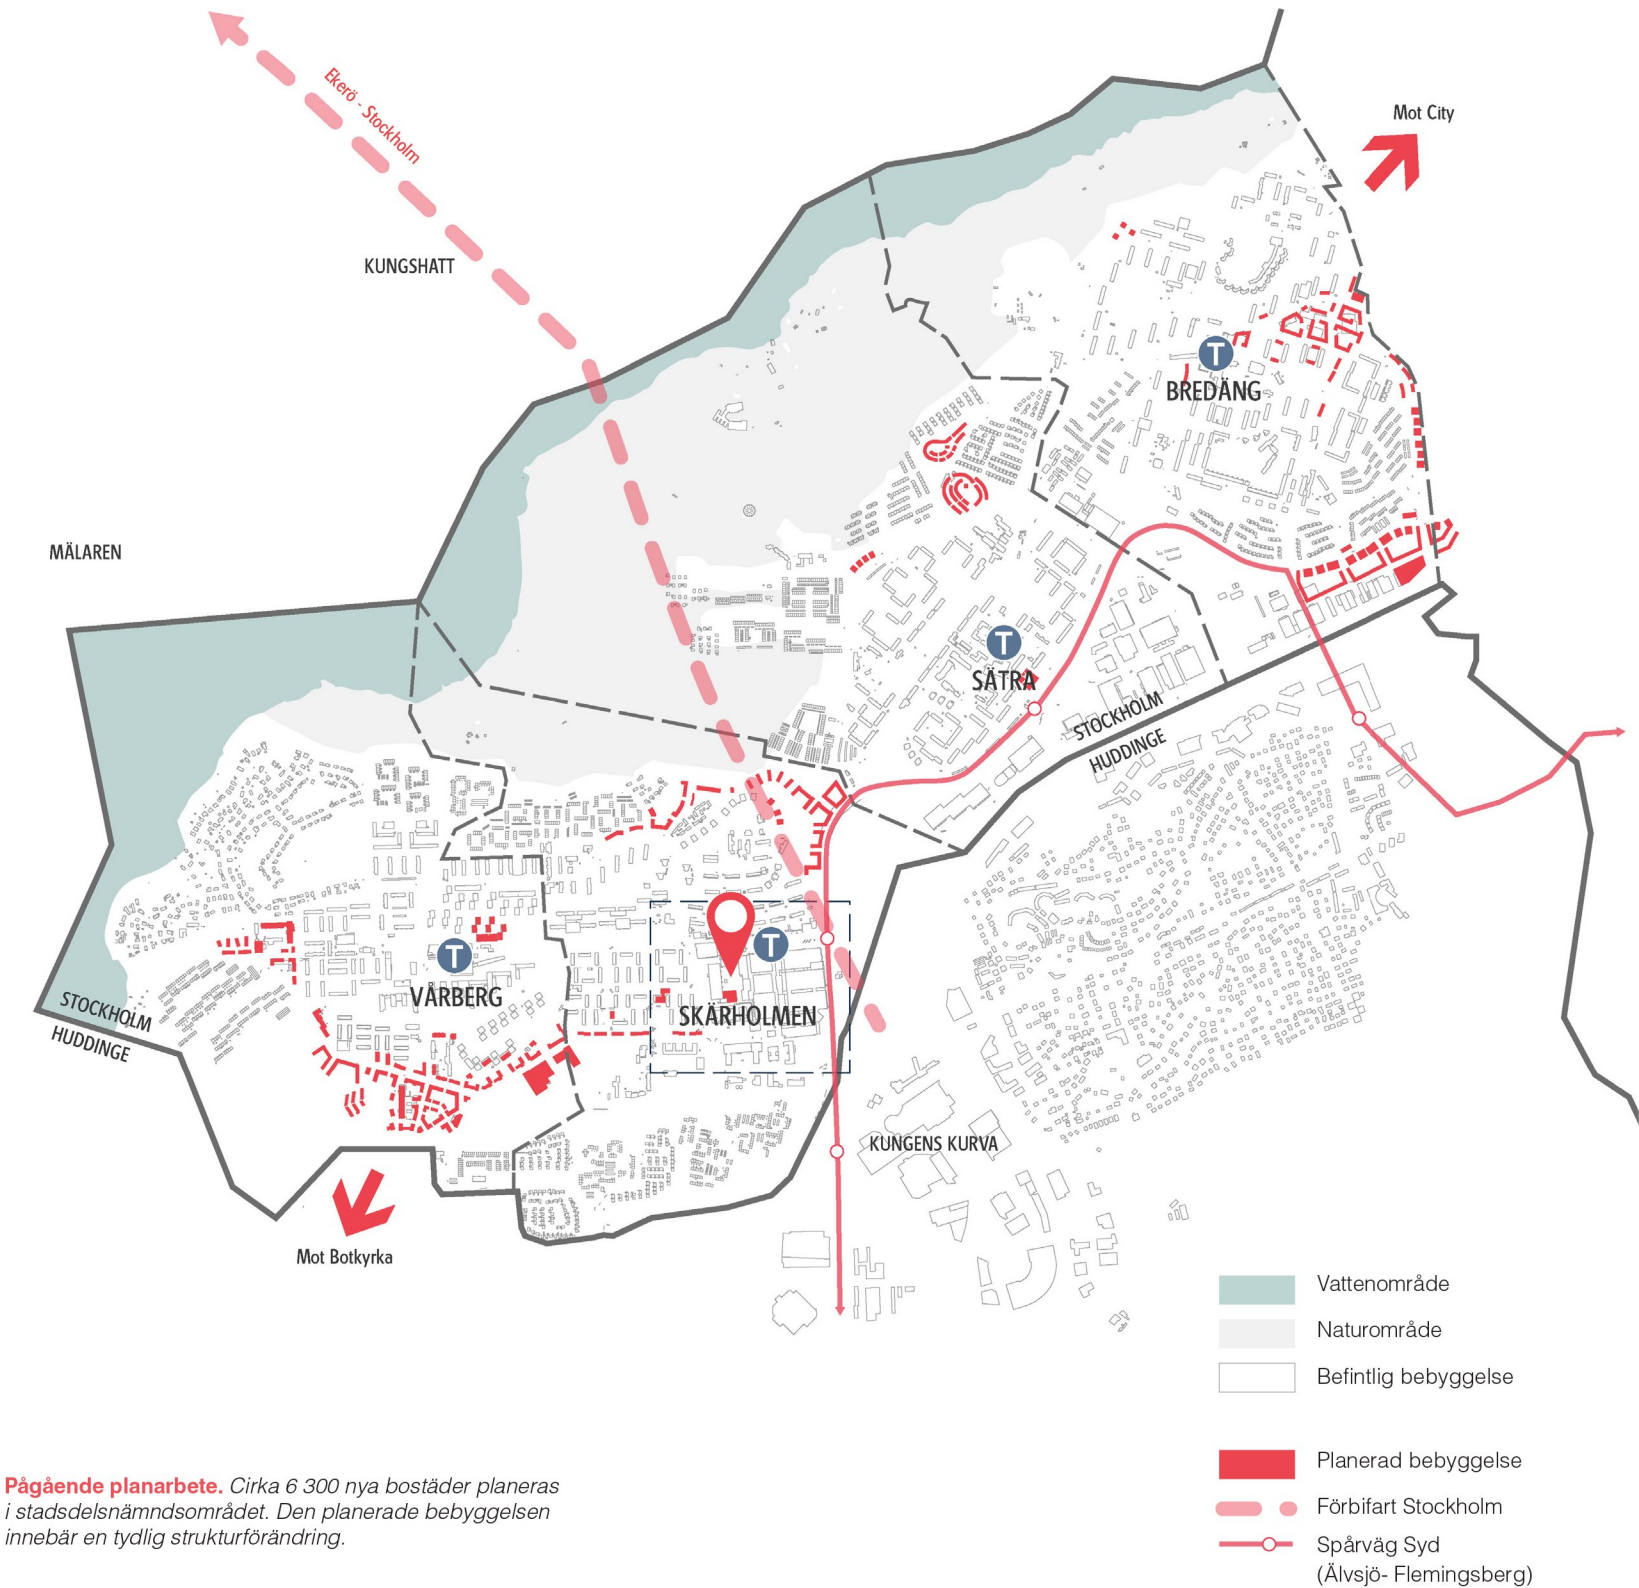 Ekerö - Stockholm
Mot City
KUNGSHATT
T
BREDÄNG
MÄLAREN
T
SÄTRA
STOCKHOLM
HUDDINGE
T
VÅRBERG
T
SKÄRHOLMEN
STOCKHOLM
HUDDINGE
KUNGENS KURVA
Mot Botkyrka
Vattenområde
Naturområde
Befintlig bebyggelse
Planerad bebyggelse
Förbifart Stockholm
Spårväg Syd
(Älvsjö- Flemingsberg)
Pågående planarbete. Cirka 6 300 nya bostäder planeras
i stadsdelsnämndsområdet. Den planerade bebyggelsen
innebär en tydlig strukturförändring.